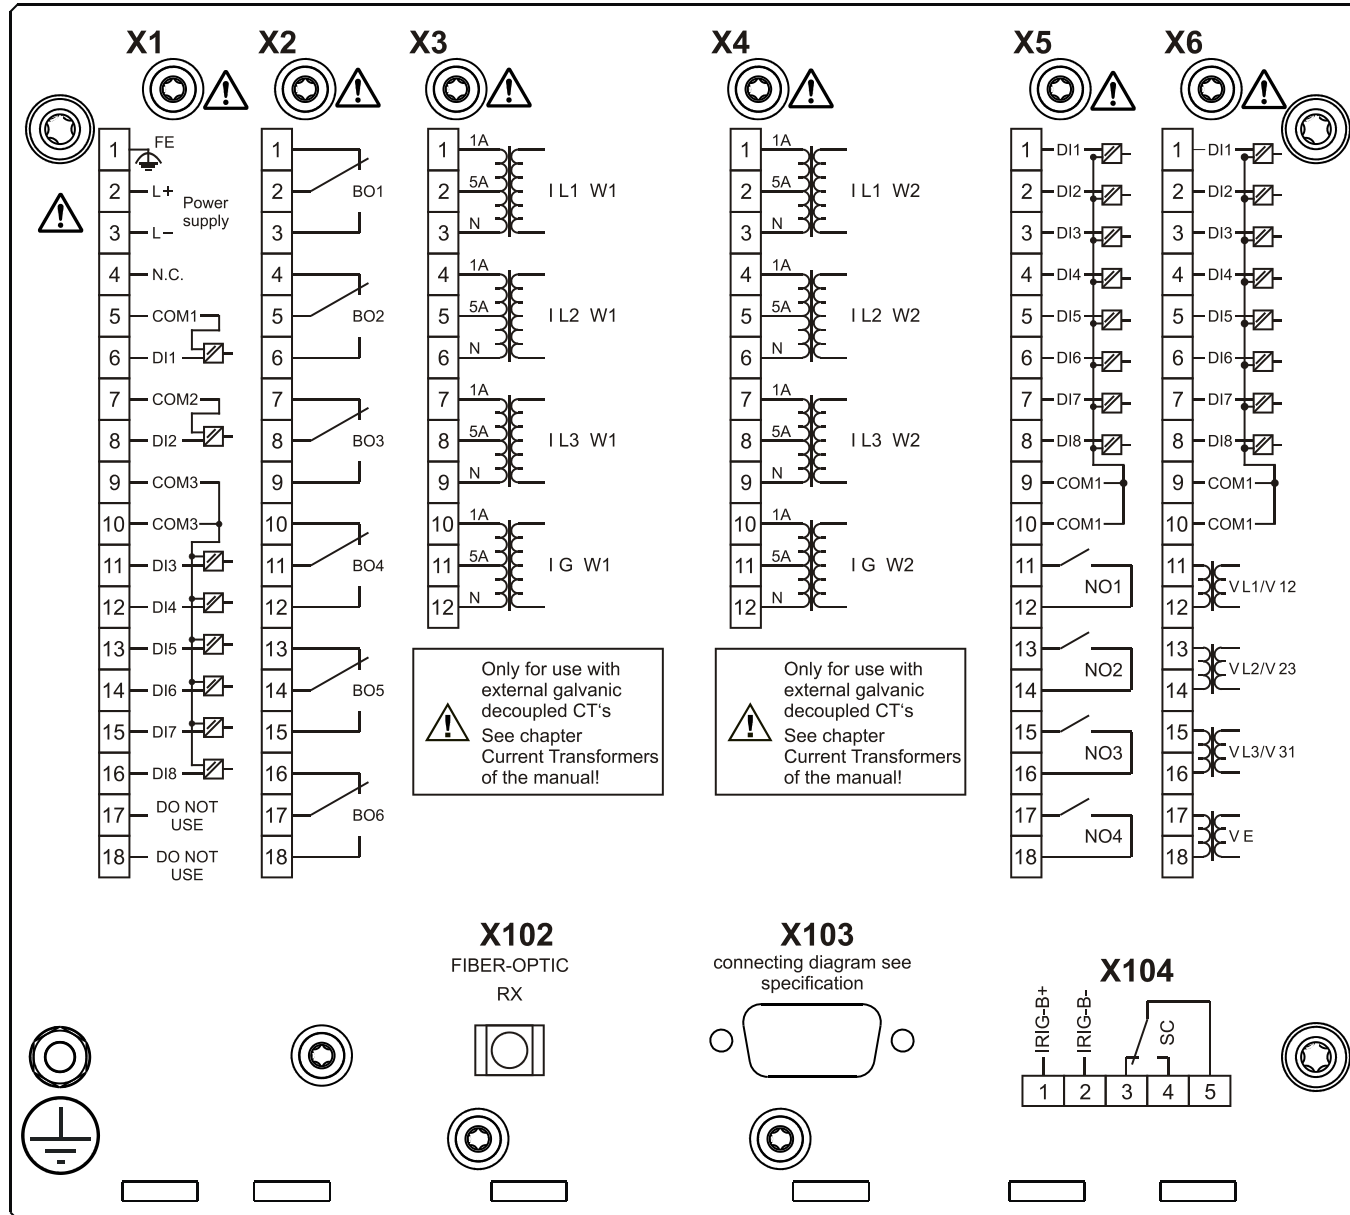 X1
X2
X3
X4
X5
X6
1 FE
2 L+
Power
supply
3 L−
4 N.C.
5 COM1
6 DI1
7 COM2
8 DI2
9 COM3
10 COM3
11 DI3
12 DI4
13 DI5
14 DI6
15 DI7
16 DI8
17 DO NOT
USE
18 DO NOT
USE
1
2 BO1
3
4
5 BO2
6
7
8 BO3
9
10
11 BO4
12
13
14 BO5
15
16
17 BO6
18
1 1A
2 5A I L1 W1
3 N
4 1A
5 5A I L2 W1
6 N
7 1A
8 5A I L3 W1
9 N
10 1A
11 5A I G W1
12 N
Only for use with
external galvanic
decoupled CT's
See chapter
Current Transformers
of the manual!
1 1A
2 5A I L1 W2
3 N
4 1A
5 5A I L2 W2
6 N
7 1A
8 5A I L3 W2
9 N
10 1A
11 5A I G W2
12 N
Only for use with
external galvanic
decoupled CT's
See chapter
Current Transformers
of the manual!
1 DI1
2 DI2
3 DI3
4 DI4
5 DI5
6 DI6
7 DI7
8 DI8
9 COM1
10 COM1
11
NO1
12
13
NO2
14
15
NO3
16
17
NO4
18
1 DI1
2 DI2
3 DI3
4 DI4
5 DI5
6 DI6
7 DI7
8 DI8
9 COM1
10 COM1
11
V L1/V 12
12
13
V L2/V 23
14
15
V L3/V 31
16
17
V E
18
X102
FIBER-OPTIC
RX
X103
connecting diagram see
specification
X104
IRIG-B+
IRIG-B-
SC
1 2 3 4 5